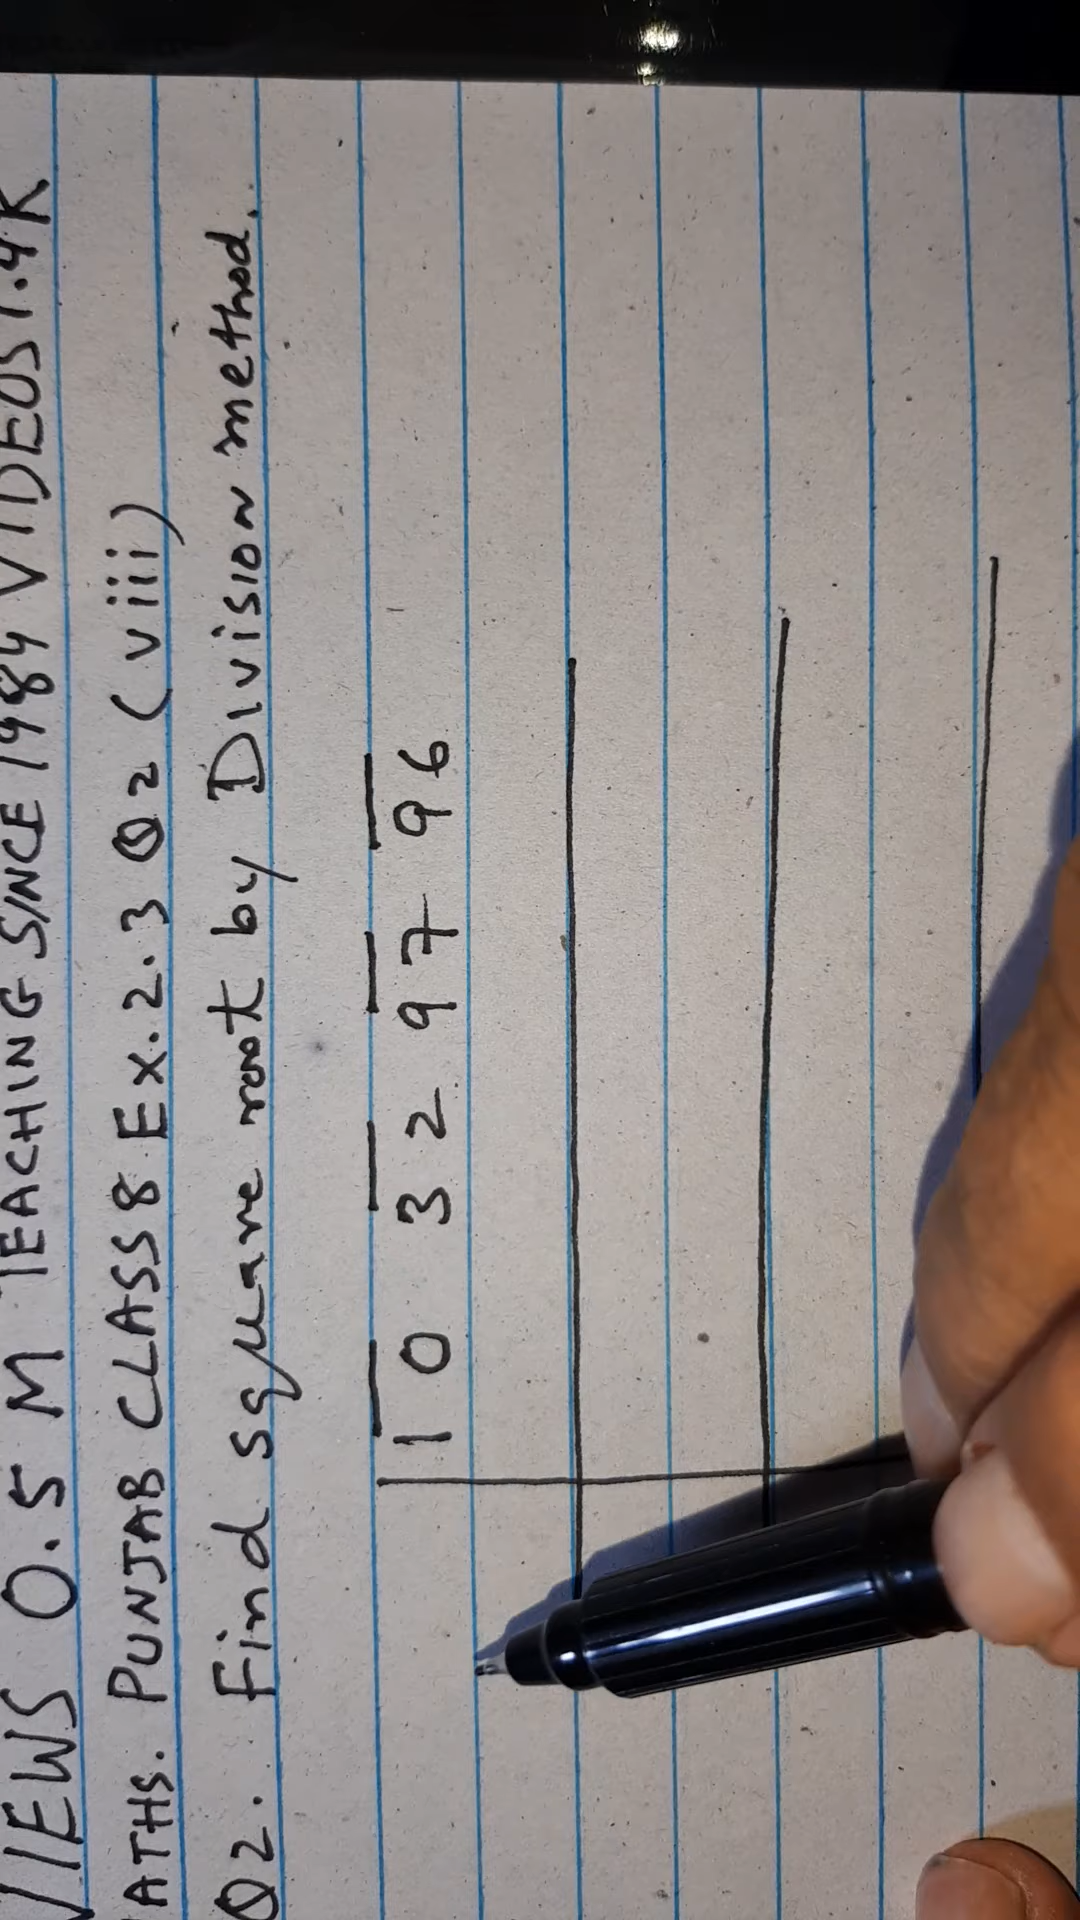 VIEWS 0.5 M TEACHING SINCE 1984 VIDEOS 1.4K
ATHS. PUNJAB CLASS 8 Ex. 2.3 Q2 (viii)
Q2. Find square root by Division method.
10 32 97 96